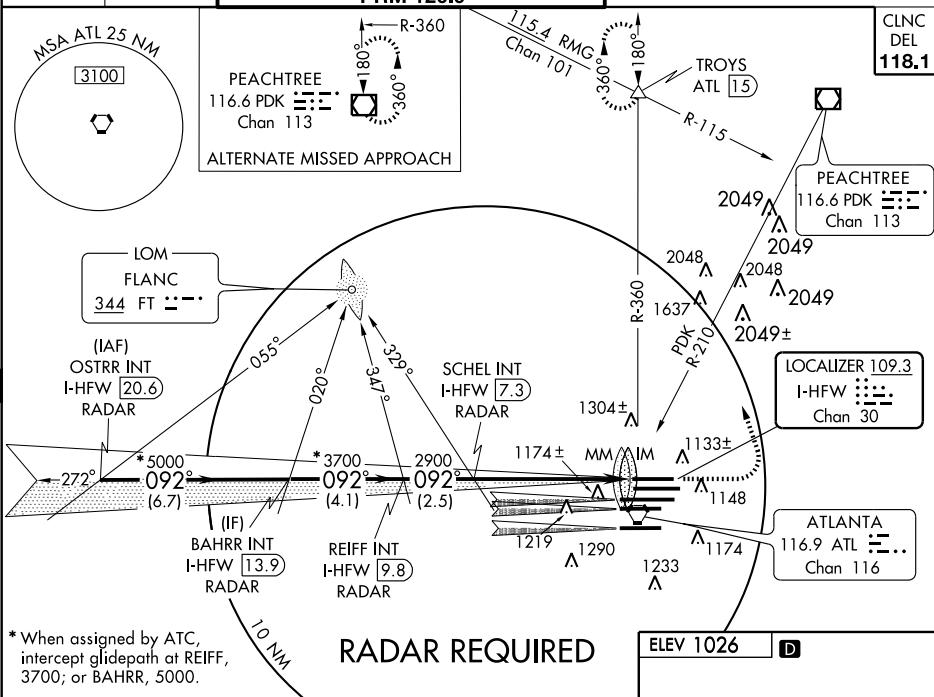 MSA ATL 25 NM
3100
R-360
180°
360°
PEACHTREE
116.6 PDK
Chan 113
ALTERNATE MISSED APPROACH
115.4 RMG
Chan 101
360°
180°
TROYS
ATL 15
R-115
CLNC
DEL
118.1
PEACHTREE
116.6 PDK
Chan 113
2049
2049
2048
2048
2049
1637
2049±
PDK
R-210
R-360
LOM
FLANC
344 FT
(IAF)
OSTRR INT
I-HFW 20.6
RADAR
055°
020°
347°
329°
SCHEL INT
I-HFW 7.3
RADAR
LOCALIZER 109.3
I-HFW
Chan 30
1304±
1174±
MM
IM
1133±
272°
*5000
092°
(6.7)
*3700
092°
(4.1)
2900
092°
(2.5)
1148
1219
1290
1233
1174
(IF)
BAHRR INT
I-HFW 13.9
RADAR
REIFF INT
I-HFW 9.8
RADAR
ATLANTA
116.9 ATL
Chan 116
10 NM
* When assigned by ATC,
intercept glidepath at REIFF,
3700; or BAHRR, 5000.
RADAR REQUIRED
ELEV 1026
D